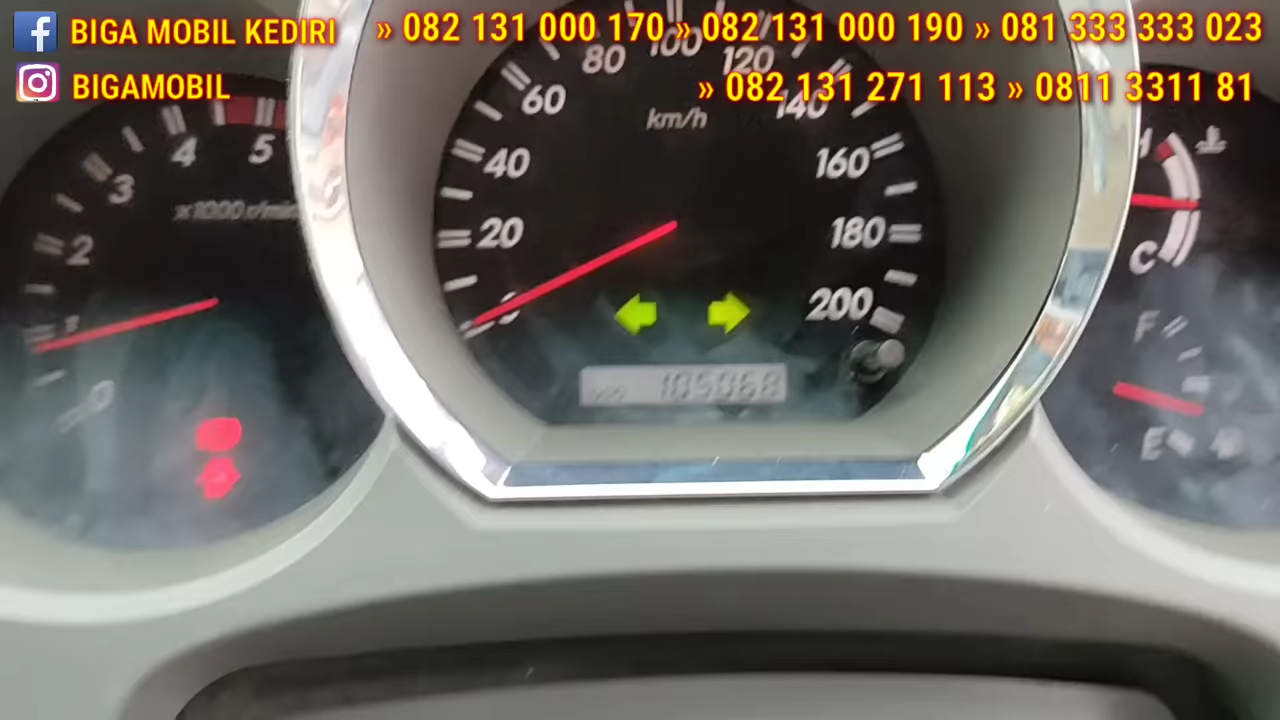 BIGA MOBIL KEDIRI » 082 131 000 170 » 082 131 000 190 » 081 333 333 023
BIGAMOBIL » 082 131 271 113 » 0811 3311 81
80 100 120
60 140
km/h
40 160
20 180
0 200
ODO
4 5
3
x1000 r/min
2
1
0
H
C
F
E